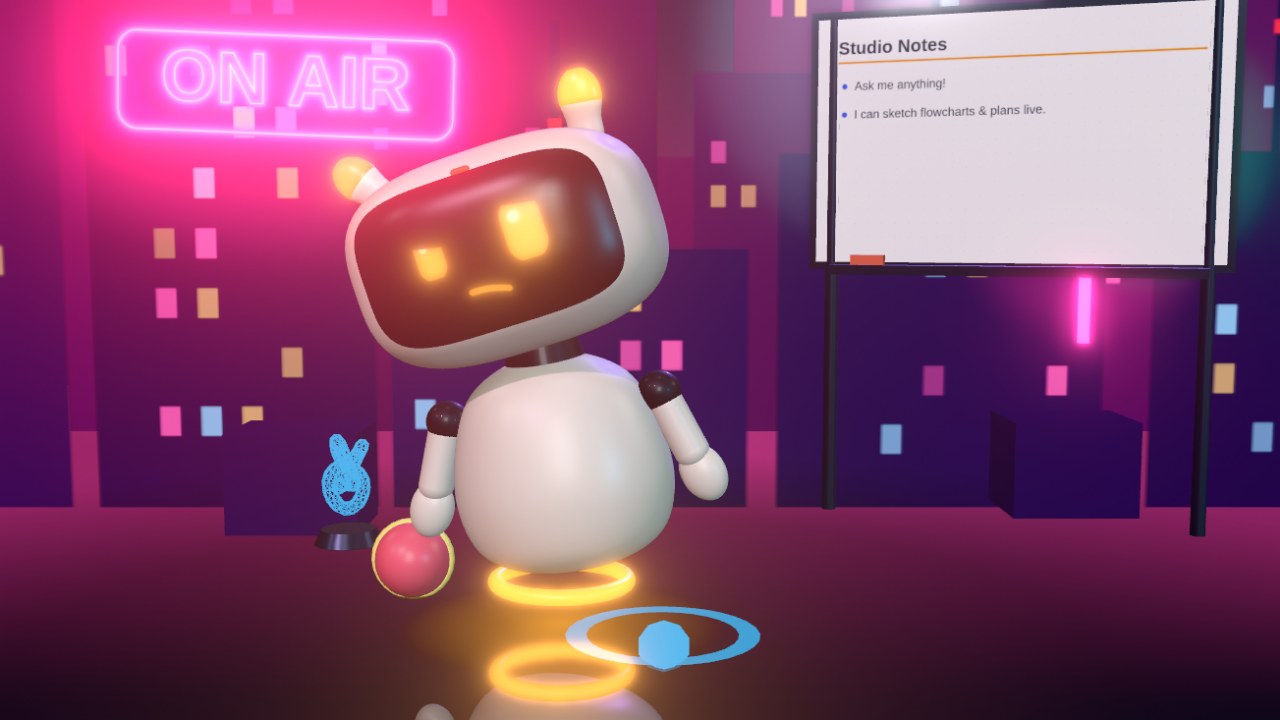 ON AIR
Studio Notes
Ask me anything!
I can sketch flowcharts & plans live.